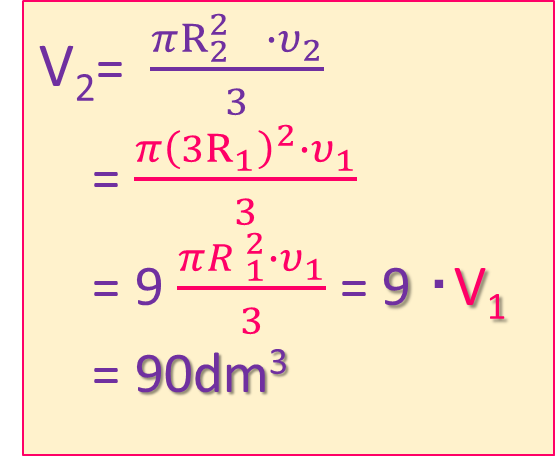 V₂= πR₂² ·υ₂ / 3
= π(3R₁)²·υ₁ / 3
= 9 πR₁²·υ₁ / 3 = 9 · V₁
= 90dm³